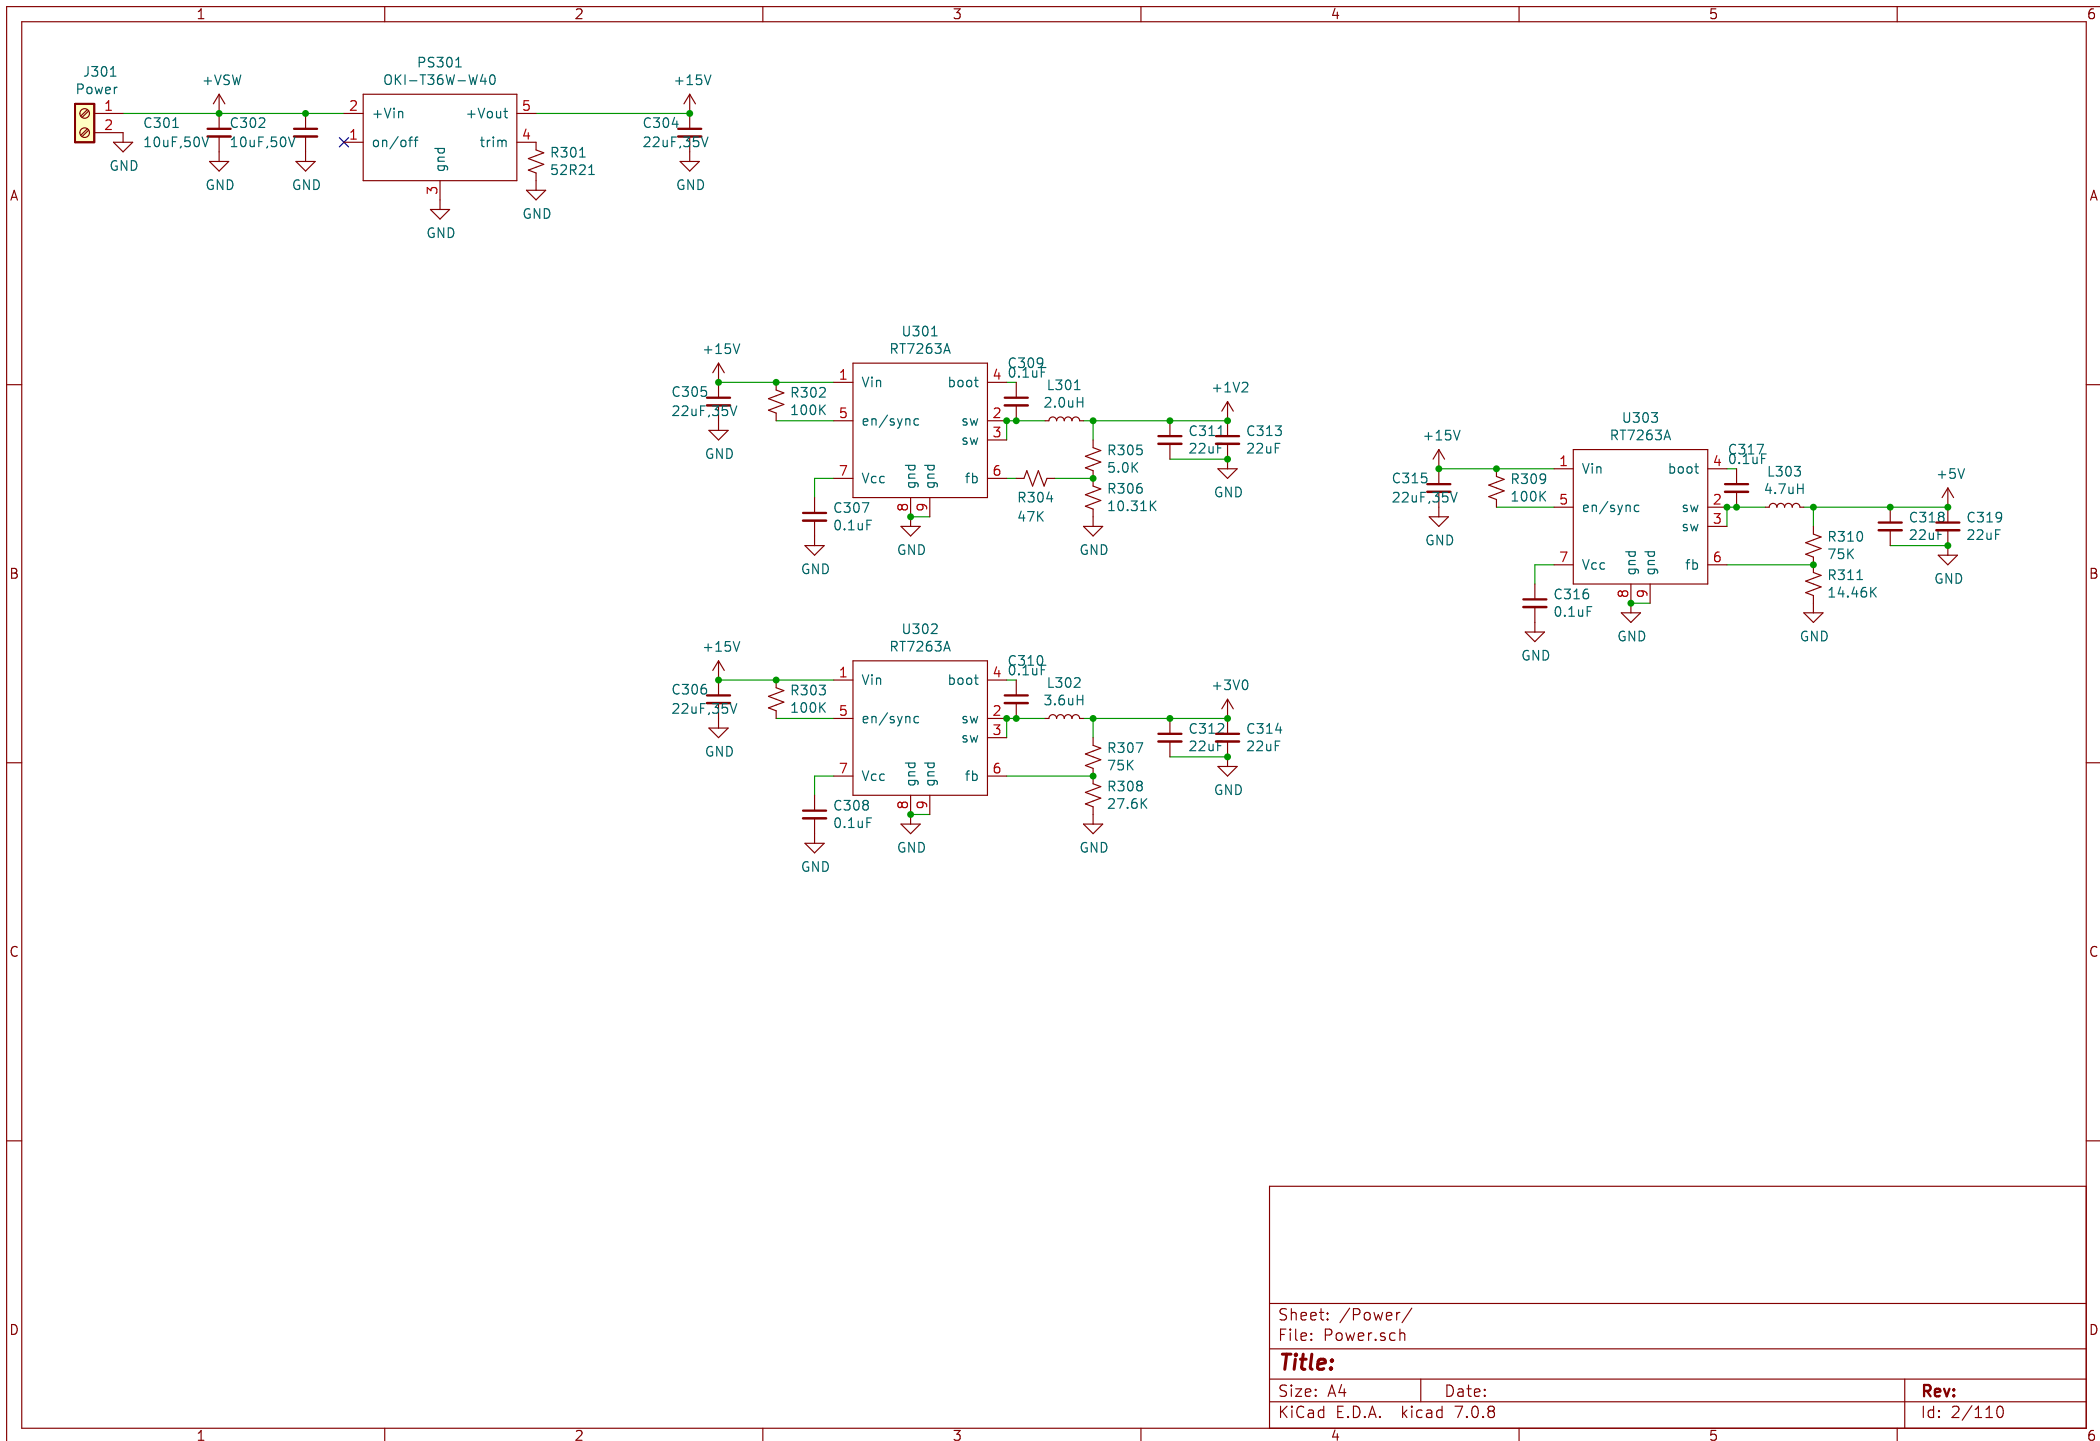 1 2 3 4 5 6
A
B
C
D
A
B
C
D
J301
Power
1
2
GND
+VSW
C301
10uF,50V
GND
C302
10uF,50V
GND
PS301
OKI-T36W-W40
2 +Vin
1 on/off
gnd
3
+Vout 5
trim 4
GND
R301
52R21
GND
+15V
C304
22uF,35V
GND
U301
RT7263A
+15V
C305
22uF,35V
GND
R302
100K
1 Vin
5 en/sync
7 Vcc
gnd gnd
8 9
GND
boot 4
sw 2
sw 3
fb 6
C307
0.1uF
GND
C309
0.1uF
L301
2.0uH
R304
47K
R305
5.0K
R306
10.31K
GND
+1V2
C311
22uF
C313
22uF
GND
U302
RT7263A
+15V
C306
22uF,35V
GND
R303
100K
1 Vin
5 en/sync
7 Vcc
gnd gnd
8 9
GND
boot 4
sw 2
sw 3
fb 6
C308
0.1uF
GND
C310
0.1uF
L302
3.6uH
R307
75K
R308
27.6K
GND
+3V0
C312
22uF
C314
22uF
GND
U303
RT7263A
+15V
C315
22uF,35V
GND
R309
100K
1 Vin
5 en/sync
7 Vcc
gnd gnd
8 9
GND
boot 4
sw 2
sw 3
fb 6
C316
0.1uF
GND
C317
0.1uF
L303
4.7uH
R310
75K
R311
14.46K
GND
+5V
C318
22uF
C319
22uF
GND
Sheet: /Power/
File: Power.sch
Title:
Size: A4 Date: Rev:
KiCad E.D.A. kicad 7.0.8 Id: 2/110
1 2 3 4 5 6